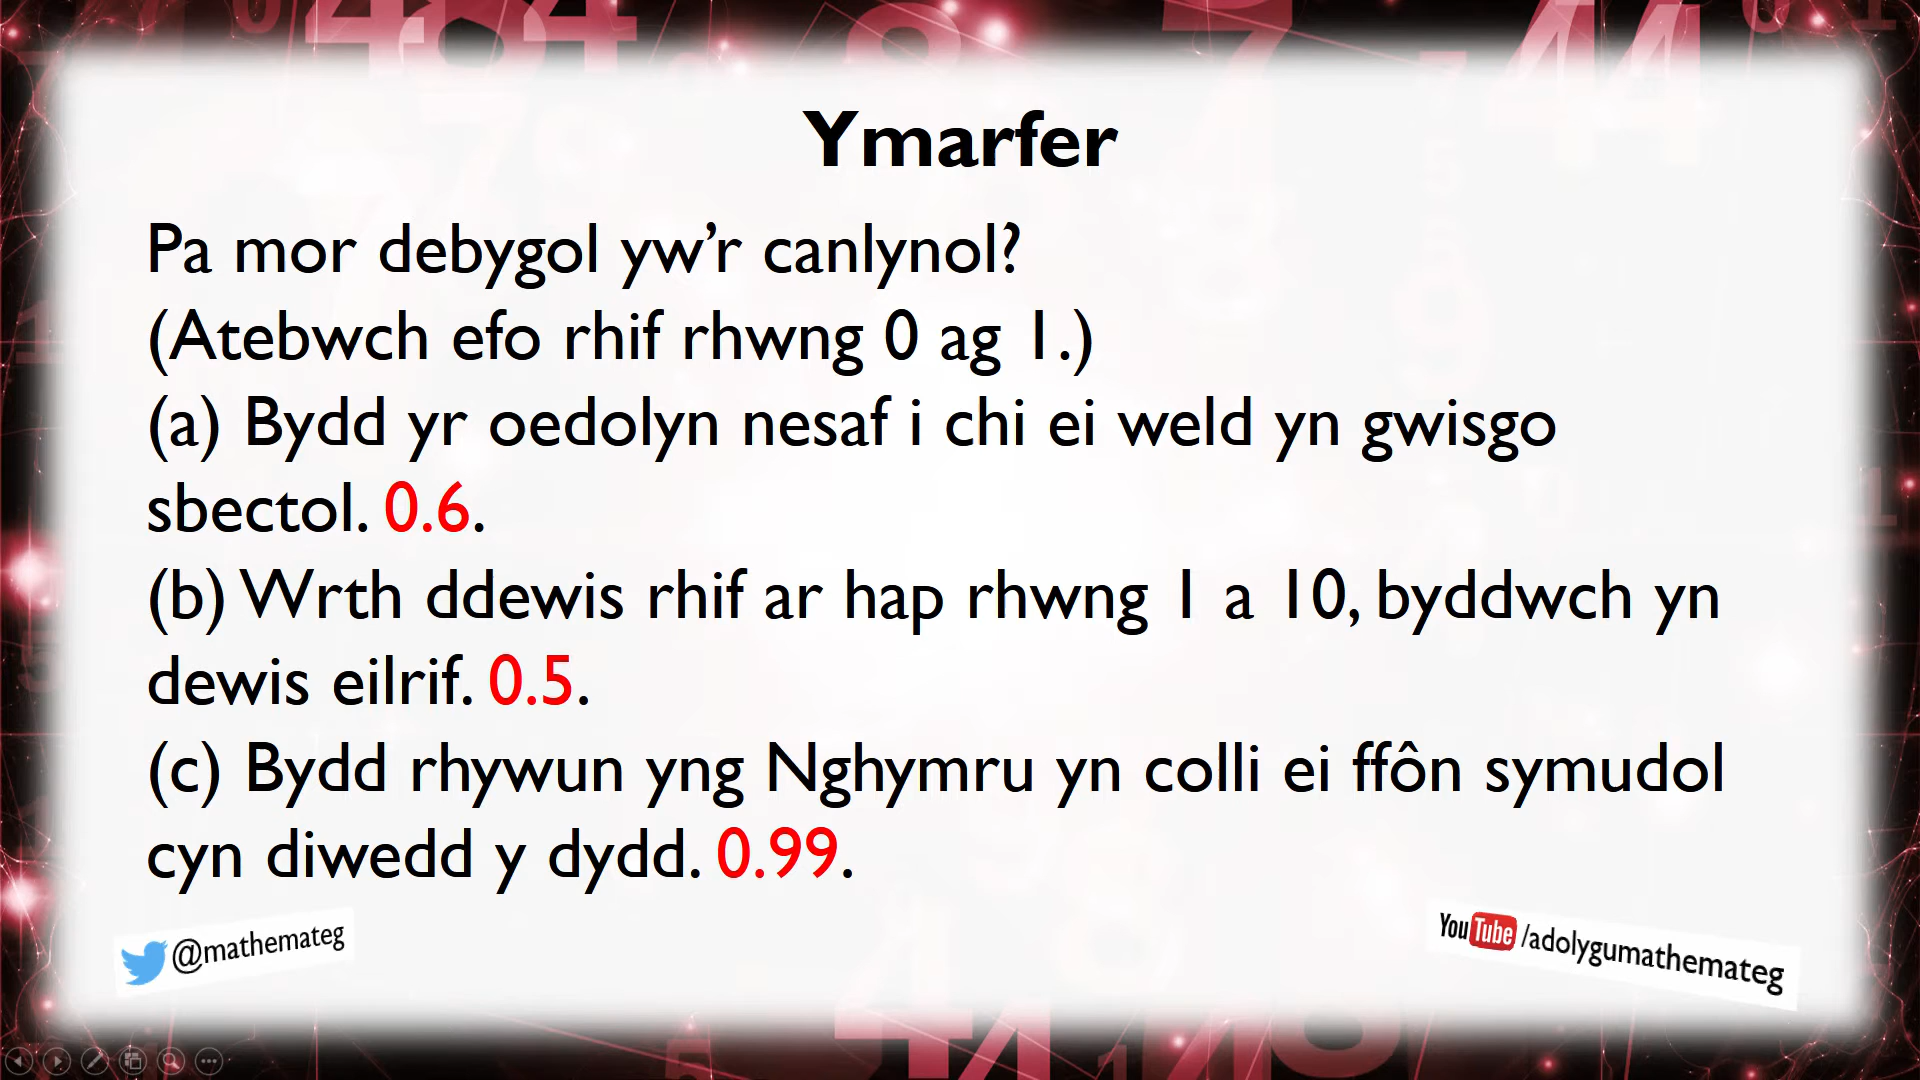 Ymarfer
Pa mor debygol yw’r canlynol?
(Atebwch efo rhif rhwng 0 ag 1.)
(a) Bydd yr oedolyn nesaf i chi ei weld yn gwisgo
sbectol. 0.6.
(b) Wrth ddewis rhif ar hap rhwng 1 a 10, byddwch yn
dewis eilrif. 0.5.
(c) Bydd rhywun yng Nghymru yn colli ei ffôn symudol
cyn diwedd y dydd. 0.99.
@mathemateg
YouTube /adolygumathemateg